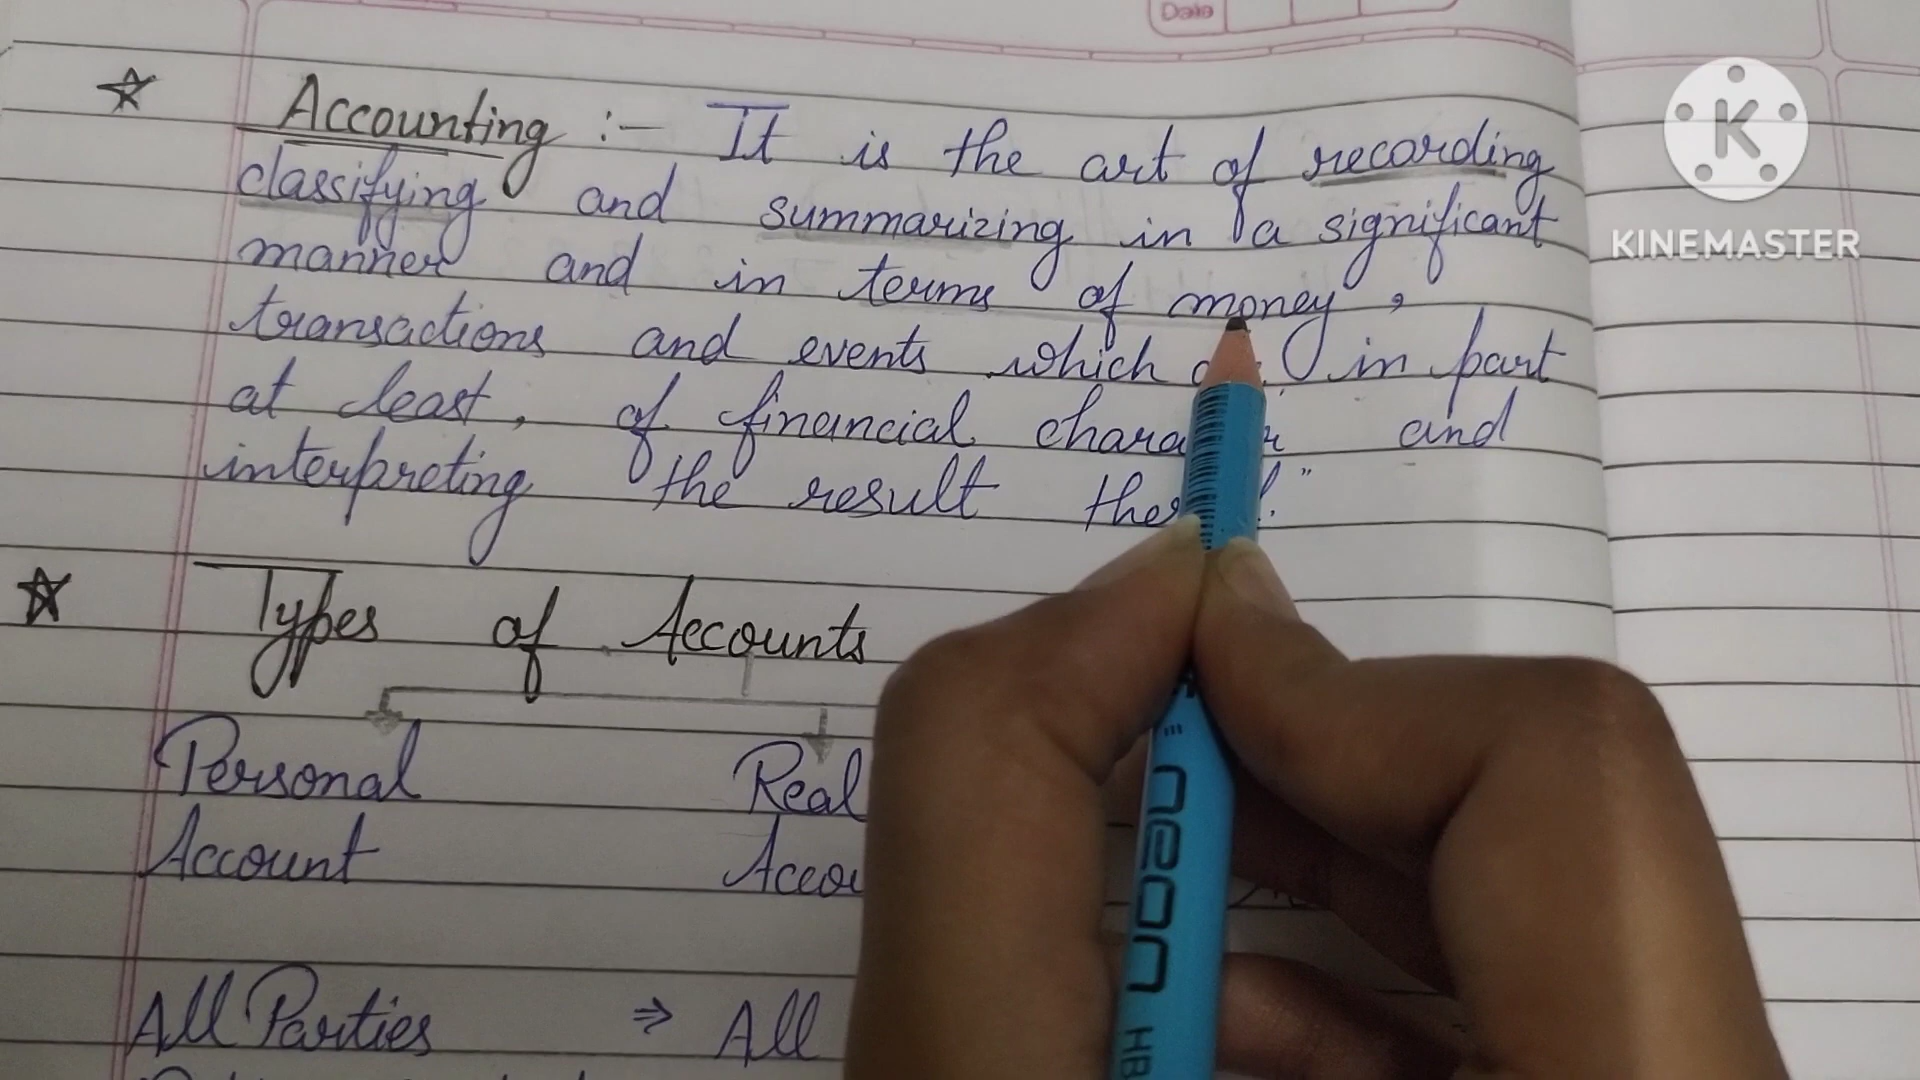 Date
Accounting :- It is the art of recording
classifying and summarizing in a significant
manner and in terms of money,
transactions and events which in part
at least, of financial and
interpreting the result
Types of Accounts
Personal Real
Account
All Parties ⇒ All
KINEMASTER
neon HB